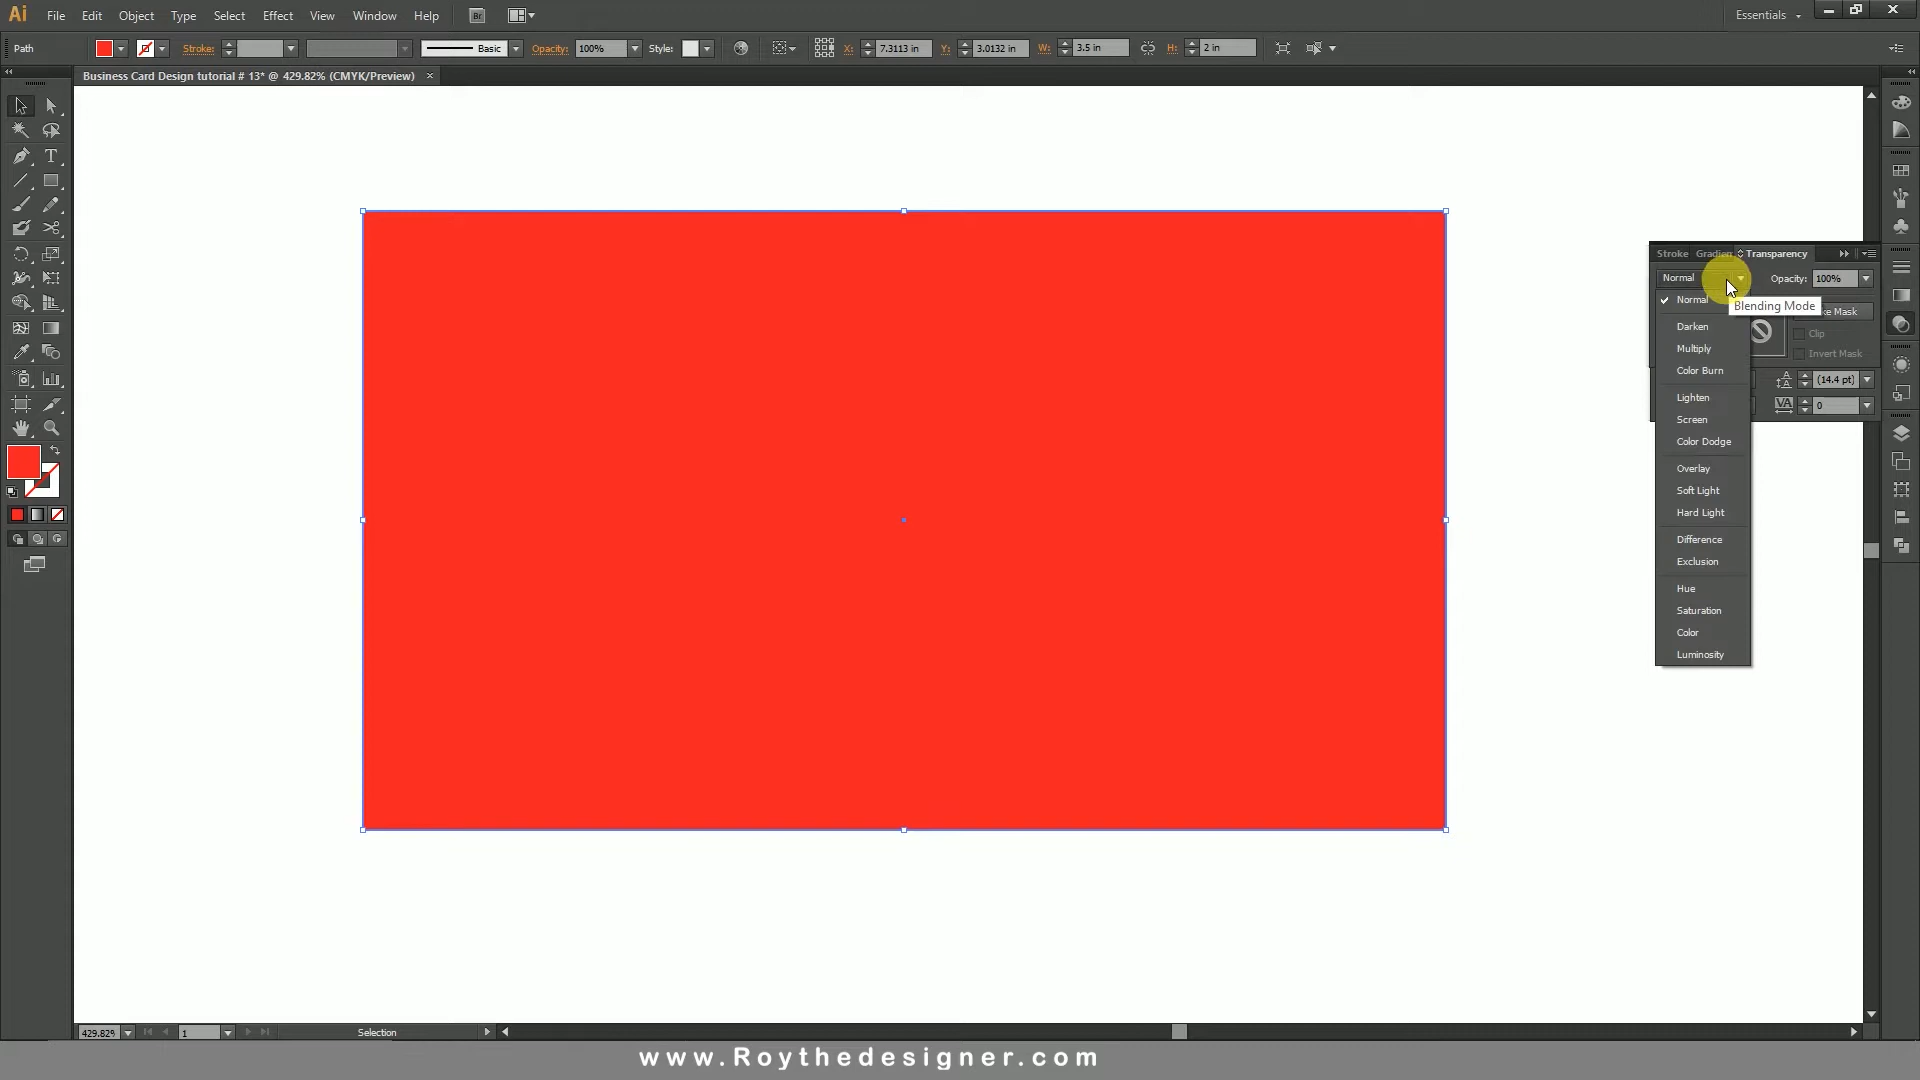 Ai File Edit Object Type Select Effect View Window Help Br Essentials
Path Stroke: Basic Opacity: 100% Style: X: 7.3113 in Y: 3.0132 in W: 3.5 in H: 2 in
Business Card Design tutorial # 13* @ 429.82% (CMYK/Preview)
Stroke Gradien Transparency
Normal Opacity: 100%
Normal
Blending Mode
ke Mask
Darken
Clip
Multiply
Invert Mask
Color Burn
(14.4 pt)
Lighten
VA 0
Screen
Color Dodge
Overlay
Soft Light
Hard Light
Difference
Exclusion
Hue
Saturation
Color
Luminosity
429.82% 1 Selection
www.Roythedesigner.com